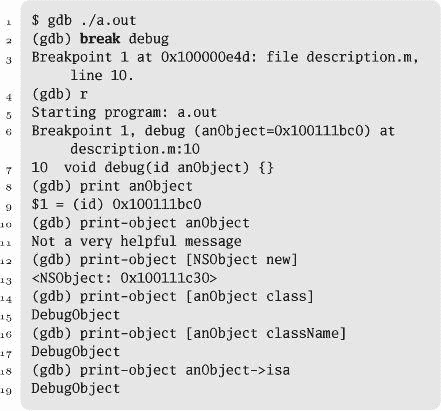 1 $ gdb ./a.out
2 (gdb) break debug
3 Breakpoint 1 at 0x100000e4d: file description.m,
line 10.
4 (gdb) r
5 Starting program: a.out
6 Breakpoint 1, debug (anObject=0x100111bc0) at
description.m:10
7 10  void debug(id anObject) {}
8 (gdb) print anObject
9 $1 = (id) 0x100111bc0
10 (gdb) print-object anObject
11 Not a very helpful message
12 (gdb) print-object [NSObject new]
13 <NSObject: 0x100111c30>
14 (gdb) print-object [anObject class]
15 DebugObject
16 (gdb) print-object [anObject className]
17 DebugObject
18 (gdb) print-object anObject->isa
19 DebugObject